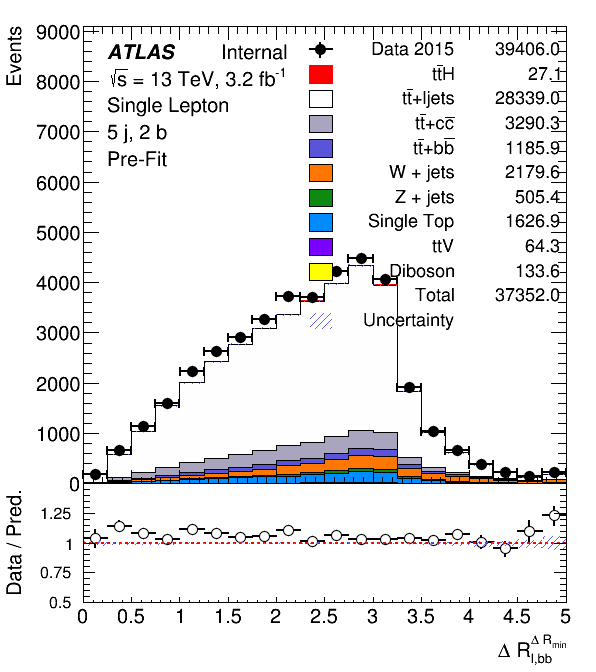 Events
9000
8000
7000
6000
5000
4000
3000
2000
1000
0
ATLAS Internal
√s = 13 TeV, 3.2 fb-1
Single Lepton
5 j, 2 b
Pre-Fit
Data 2015 39406.0
tt̄H 27.1
tt̄+ljets 28339.0
tt̄+cc̄ 3290.3
tt̄+bb̄ 1185.9
W + jets 2179.6
Z + jets 505.4
Single Top 1626.9
ttV 64.3
Diboson 133.6
Total 37352.0
Uncertainty
Data / Pred.
1.25
1
0.75
0.5
0 0.5 1 1.5 2 2.5 3 3.5 4 4.5 5
Δ R l,bb Δ R min